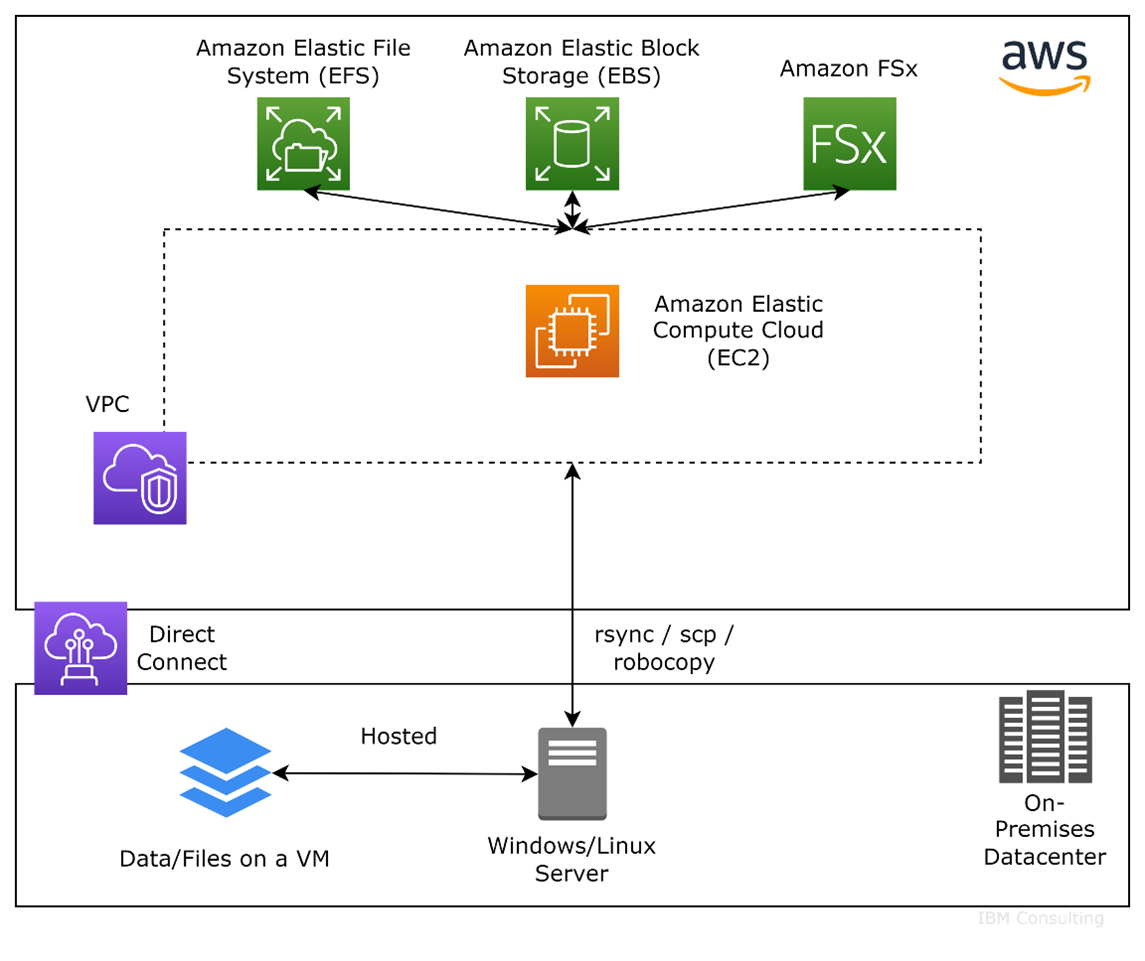 Amazon Elastic File
System (EFS)
Amazon Elastic Block
Storage (EBS)
Amazon FSx
aws
FSx
Amazon Elastic
Compute Cloud
(EC2)
VPC
Direct
Connect
rsync / scp /
robocopy
Hosted
Data/Files on a VM
Windows/Linux
Server
On-
Premises
Datacenter
IBM Consulting